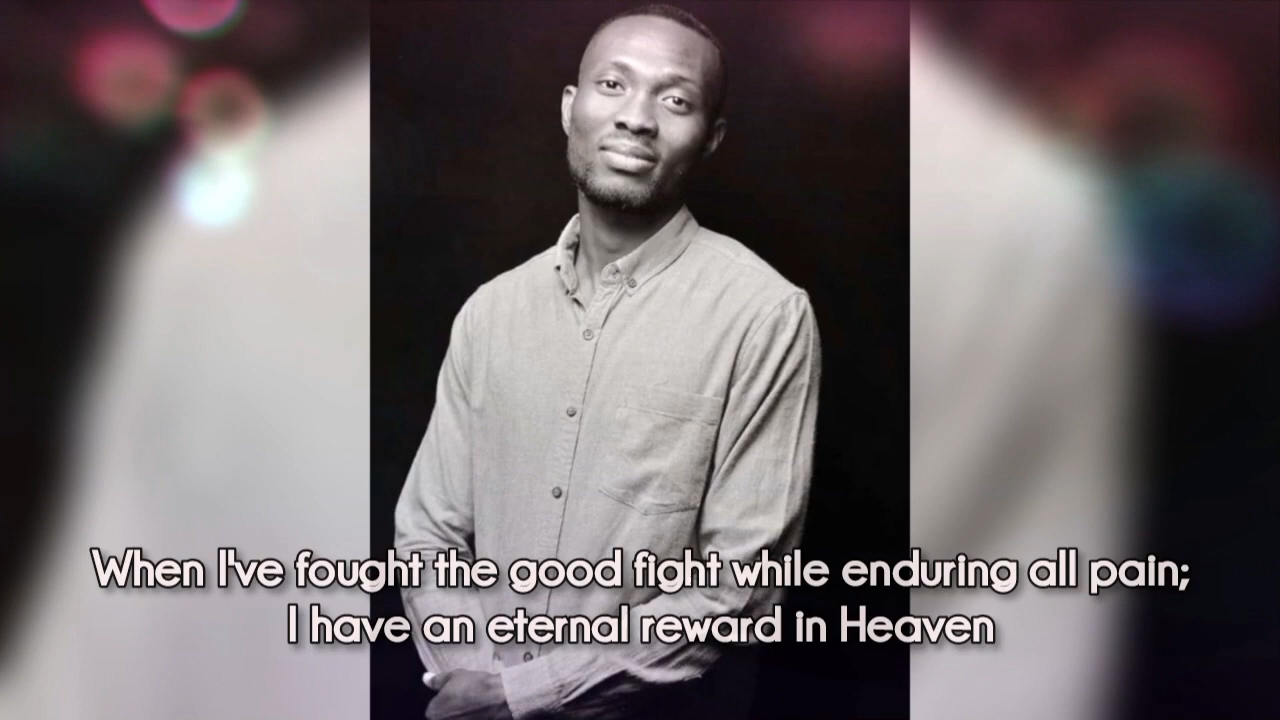 When I've fought the good fight while enduring all pain;
I have an eternal reward in Heaven